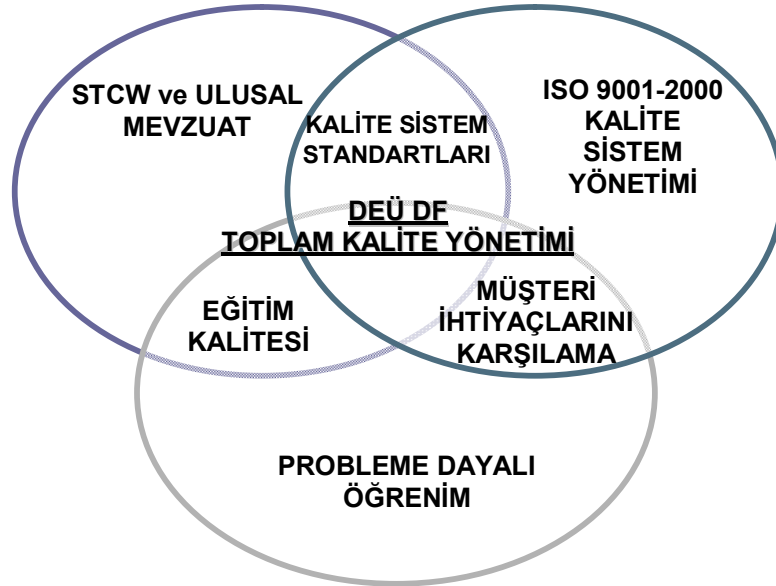 STCW ve ULUSAL
MEVZUAT
KALİTE SİSTEM
STANDARTLARI
ISO 9001-2000
KALİTE
SİSTEM
YÖNETİMİ
DEÜ DF
TOPLAM KALİTE YÖNETİMİ
EĞİTİM
KALİTESİ
MÜŞTERİ
İHTİYAÇLARINI
KARŞILAMA
PROBLEME DAYALI
ÖĞRENİM